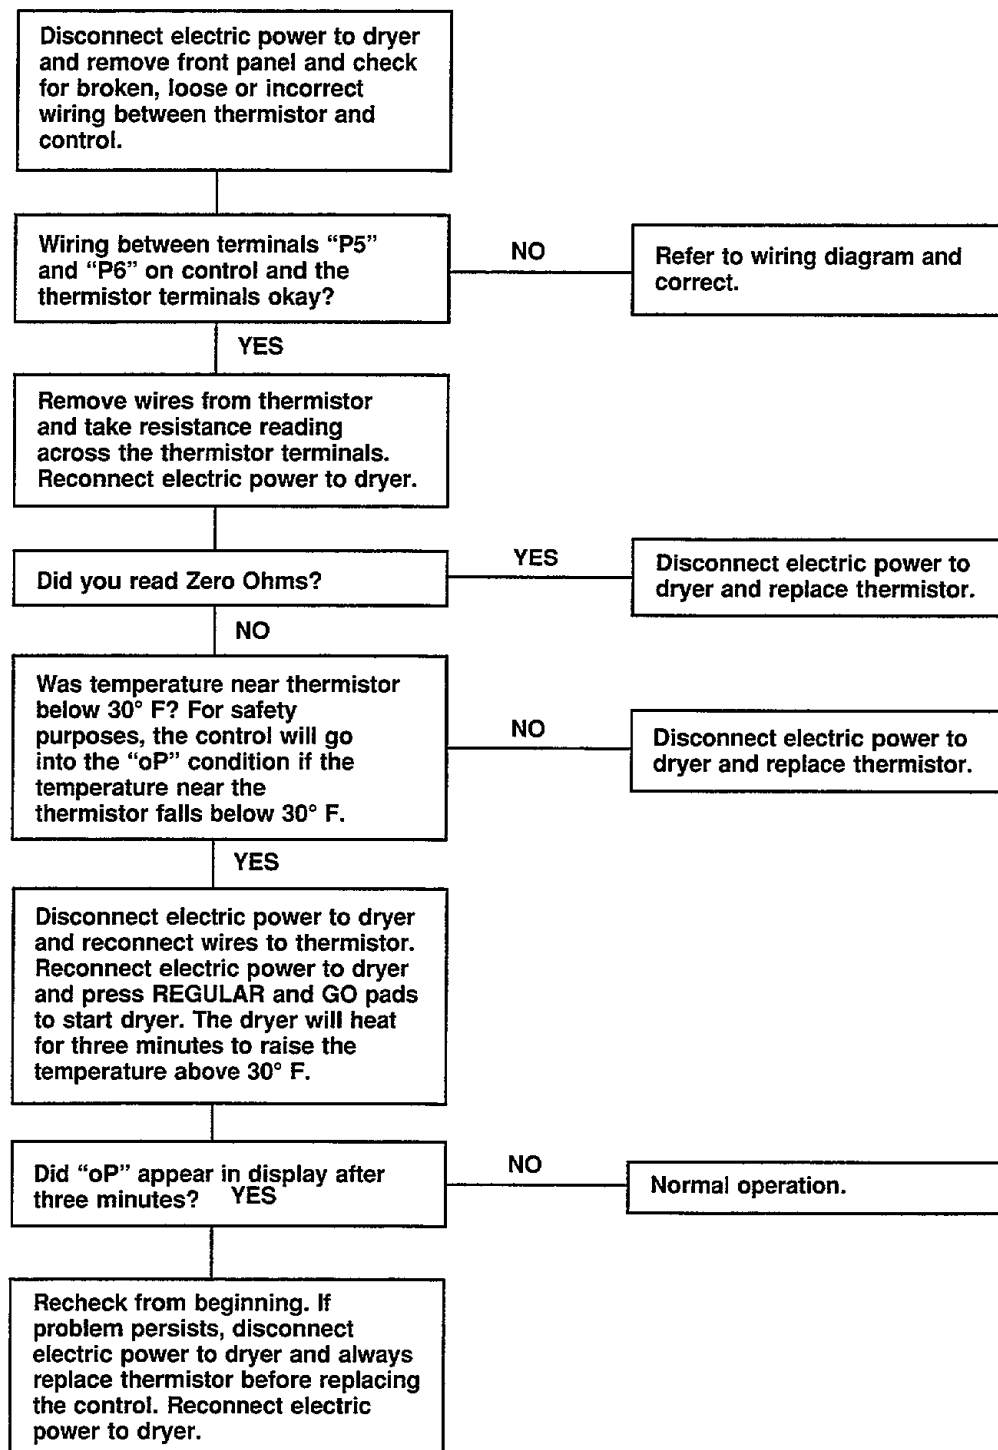 Disconnect electric power to dryer
and remove front panel and check
for broken, loose or incorrect
wiring between thermistor and
control.
Wiring between terminals “P5”
and “P6” on control and the
thermistor terminals okay?
NO
Refer to wiring diagram and
correct.
YES
Remove wires from thermistor
and take resistance reading
across the thermistor terminals.
Reconnect electric power to dryer.
Did you read Zero Ohms?
YES
Disconnect electric power to
dryer and replace thermistor.
NO
Was temperature near thermistor
below 30° F? For safety
purposes, the control will go
into the “oP” condition if the
temperature near the
thermistor falls below 30° F.
NO
Disconnect electric power to
dryer and replace thermistor.
YES
Disconnect electric power to dryer
and reconnect wires to thermistor.
Reconnect electric power to dryer
and press REGULAR and GO pads
to start dryer. The dryer will heat
for three minutes to raise the
temperature above 30° F.
Did “oP” appear in display after
three minutes? YES
NO
Normal operation.
Recheck from beginning. If
problem persists, disconnect
electric power to dryer and always
replace thermistor before replacing
the control. Reconnect electric
power to dryer.